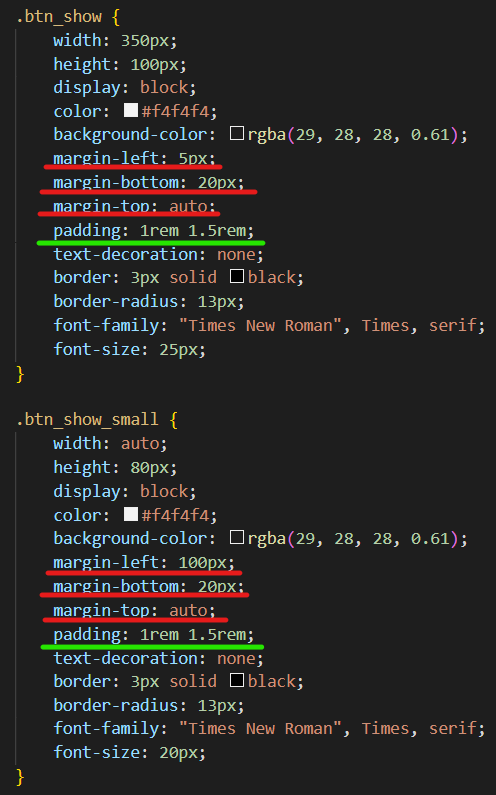 .btn_show {
    width: 350px;
    height: 100px;
    display: block;
    color: #f4f4f4;
    background-color: rgba(29, 28, 28, 0.61);
    margin-left: 5px;
    margin-bottom: 20px;
    margin-top: auto;
    padding: 1rem 1.5rem;
    text-decoration: none;
    border: 3px solid black;
    border-radius: 13px;
    font-family: "Times New Roman", Times, serif;
    font-size: 25px;
}
.btn_show_small {
    width: auto;
    height: 80px;
    display: block;
    color: #f4f4f4;
    background-color: rgba(29, 28, 28, 0.61);
    margin-left: 100px;
    margin-bottom: 20px;
    margin-top: auto;
    padding: 1rem 1.5rem;
    text-decoration: none;
    border: 3px solid black;
    border-radius: 13px;
    font-family: "Times New Roman", Times, serif;
    font-size: 20px;
}